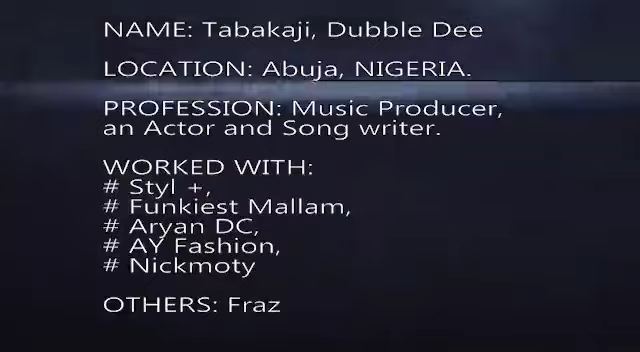 NAME: Tabakaji, Dubble Dee
LOCATION: Abuja, NIGERIA.
PROFESSION: Music Producer,
an Actor and Song writer.
WORKED WITH:
# Styl +,
# Funkiest Mallam,
# Aryan DC,
# AY Fashion,
# Nickmoty
OTHERS: Fraz